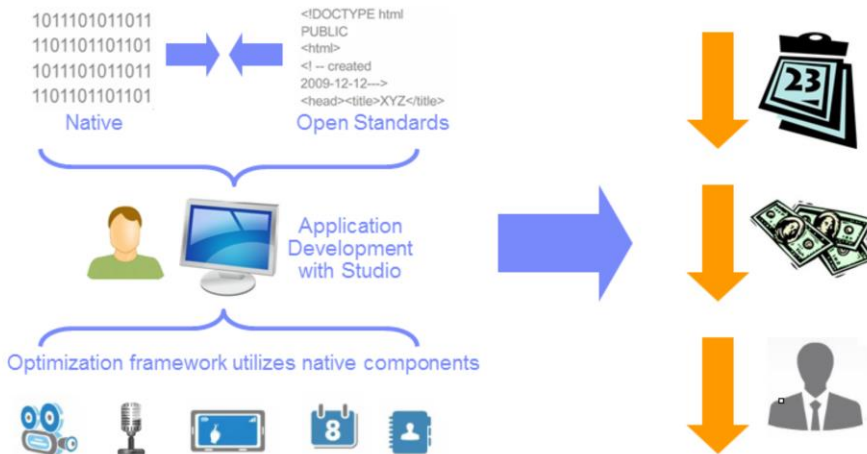 1011101011011
1101101101101
1011101011011
1101101101101
Native
<!DOCTYPE html
PUBLIC
<html>
<! -- created
2009-12-12--->
<head><title>XYZ</title>
Open Standards
Application
Development
with Studio
Optimization framework utilizes native components
8
23